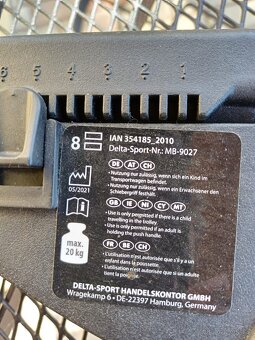 6 5 4 3 2 1
8
IAN 354185_2010
Delta-Sport-Nr.: MB-9027
DE AT CH
• Nutzung nur zulässig, wenn sich ein Kind im
Transportwagen befindet.
• Nutzung nur zulässig, wenn ein Erwachsener den
Schiebergriff festhält.
05/2021
GB IE NI CY MT
• Use is only permitted if there is a child
travelling in the trolley.
• Use is only permitted if an adult is
holding the push handle.
max.
20 kg
FR BE CH
• L'utilisation n'est autorisée que s'il y a un
enfant dans la poussette.
• L'utilisation n'est autorisée que si un adulte
DELTA-SPORT HANDELSKONTOR GMBH
Wragekamp 6 • DE-22397 Hamburg, Germany